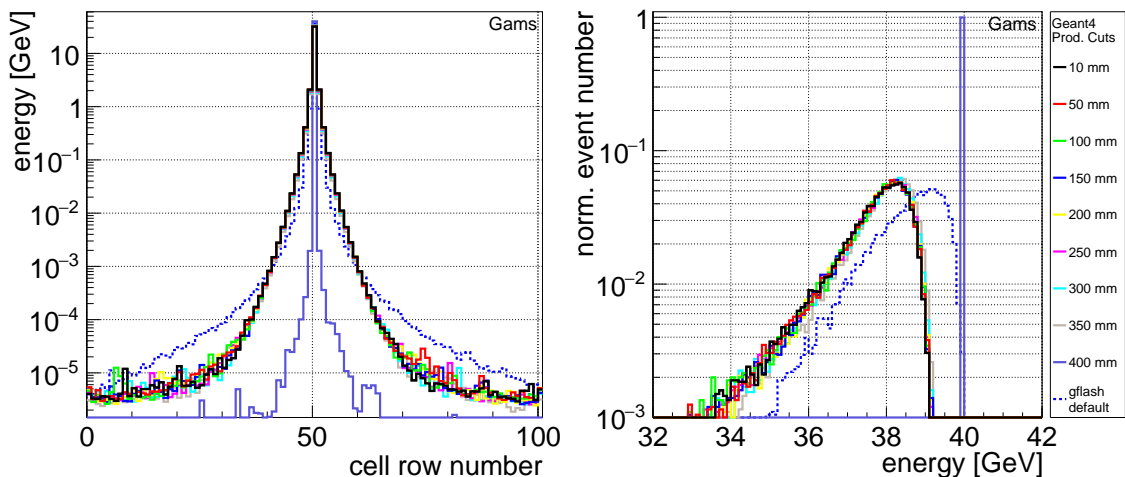 Gams
energy [GeV]
10
1
10−1
10−2
10−3
10−4
10−5
0 50 100
cell row number
Gams
norm. event number
1
10−1
10−2
10−3
32 34 36 38 40 42
energy [GeV]
Geant4
Prod. Cuts
10 mm
50 mm
100 mm
150 mm
200 mm
250 mm
300 mm
350 mm
400 mm
gflash
default